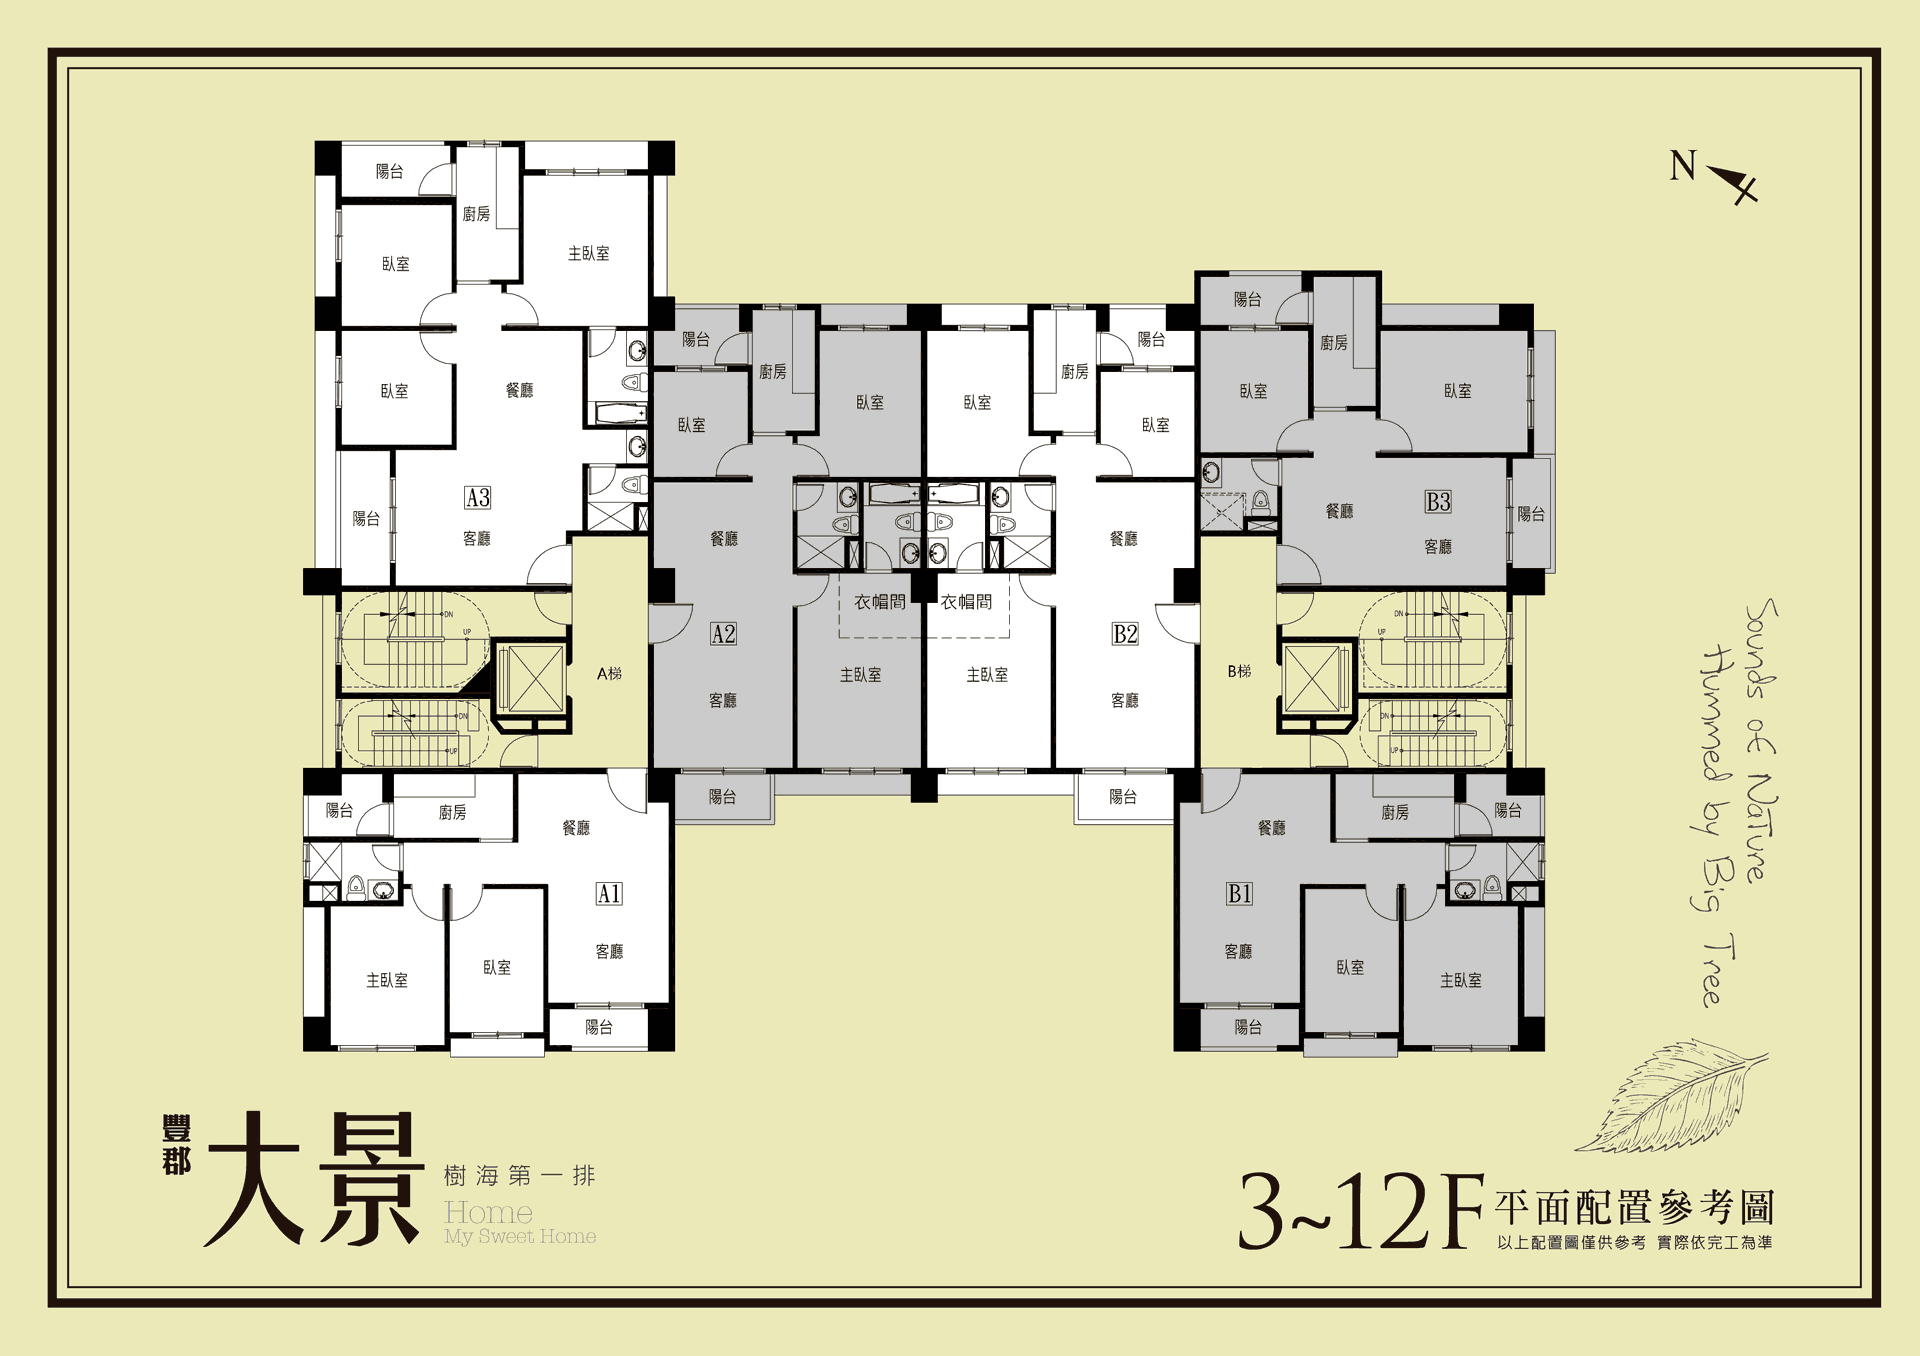 N
陽台
廚房
主臥室
臥室
臥室
餐廳
A3
陽台
客廳
DN
UP
DN
UP
A梯
陽台
廚房
臥室
臥室
餐廳
衣帽間
A2
主臥室
客廳
陽台
陽台
廚房
臥室
臥室
餐廳
衣帽間
B2
主臥室
客廳
陽台
陽台
廚房
臥室
臥室
餐廳
B3
客廳
陽台
B梯
DN
UP
DN
UP
陽台
廚房
餐廳
A1
客廳
主臥室
臥室
陽台
廚房
陽台
餐廳
B1
客廳
臥室
主臥室
陽台
Sounds of Nature
Hummed by Big Tree
豐郡
大景
樹海第一排
Home
My Sweet Home
3~12F平面配置參考圖
以上配置圖僅供參考 實際依完工為準